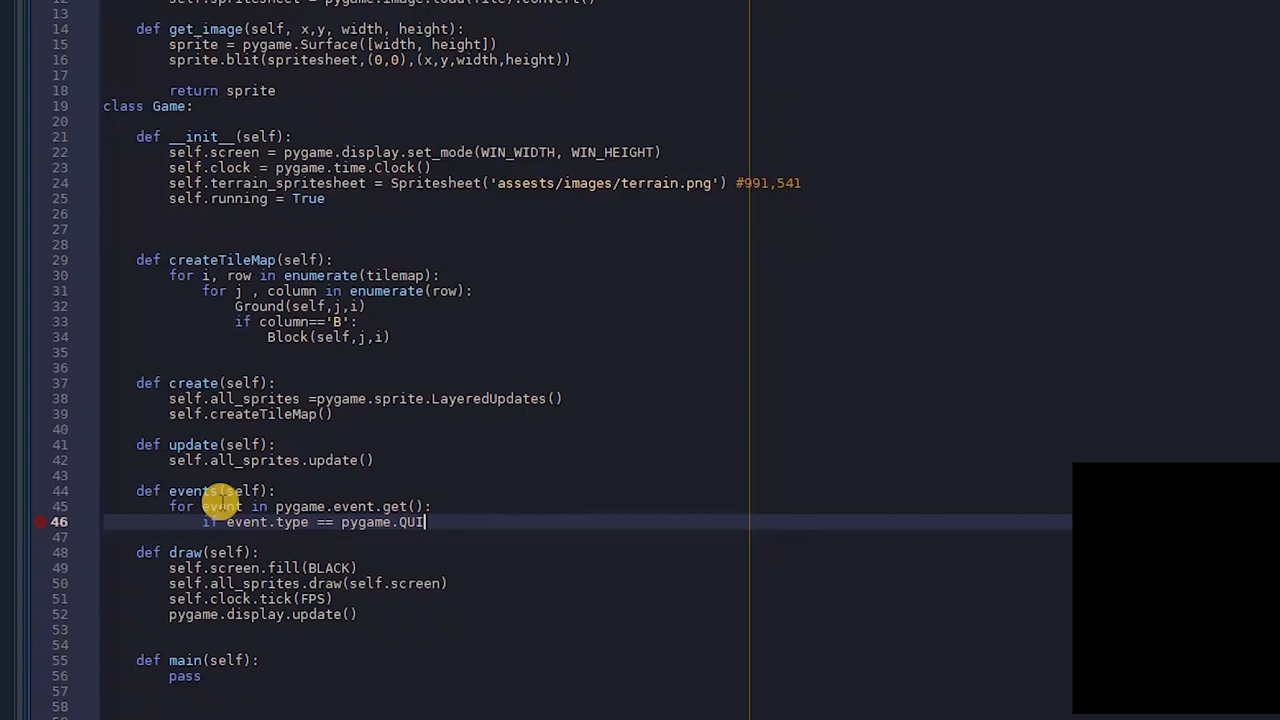 12 self.spritesheet = pygame.image.load(file).convert()
13
14 def get_image(self, x,y, width, height):
15 sprite = pygame.Surface([width, height])
16 sprite.blit(spritesheet,(0,0),(x,y,width,height))
17
18 return sprite
19 class Game:
20
21 def __init__(self):
22 self.screen = pygame.display.set_mode(WIN_WIDTH, WIN_HEIGHT)
23 self.clock = pygame.time.Clock()
24 self.terrain_spritesheet = Spritesheet('assests/images/terrain.png') #991,541
25 self.running = True
26
27
28
29 def createTileMap(self):
30 for i, row in enumerate(tilemap):
31 for j , column in enumerate(row):
32 Ground(self,j,i)
33 if column=='B':
34 Block(self,j,i)
35
36
37 def create(self):
38 self.all_sprites =pygame.sprite.LayeredUpdates()
39 self.createTileMap()
40
41 def update(self):
42 self.all_sprites.update()
43
44 def events(self):
45 for event in pygame.event.get():
46 if event.type == pygame.QUI
47
48 def draw(self):
49 self.screen.fill(BLACK)
50 self.all_sprites.draw(self.screen)
51 self.clock.tick(FPS)
52 pygame.display.update()
53
54
55 def main(self):
56 pass
57
58